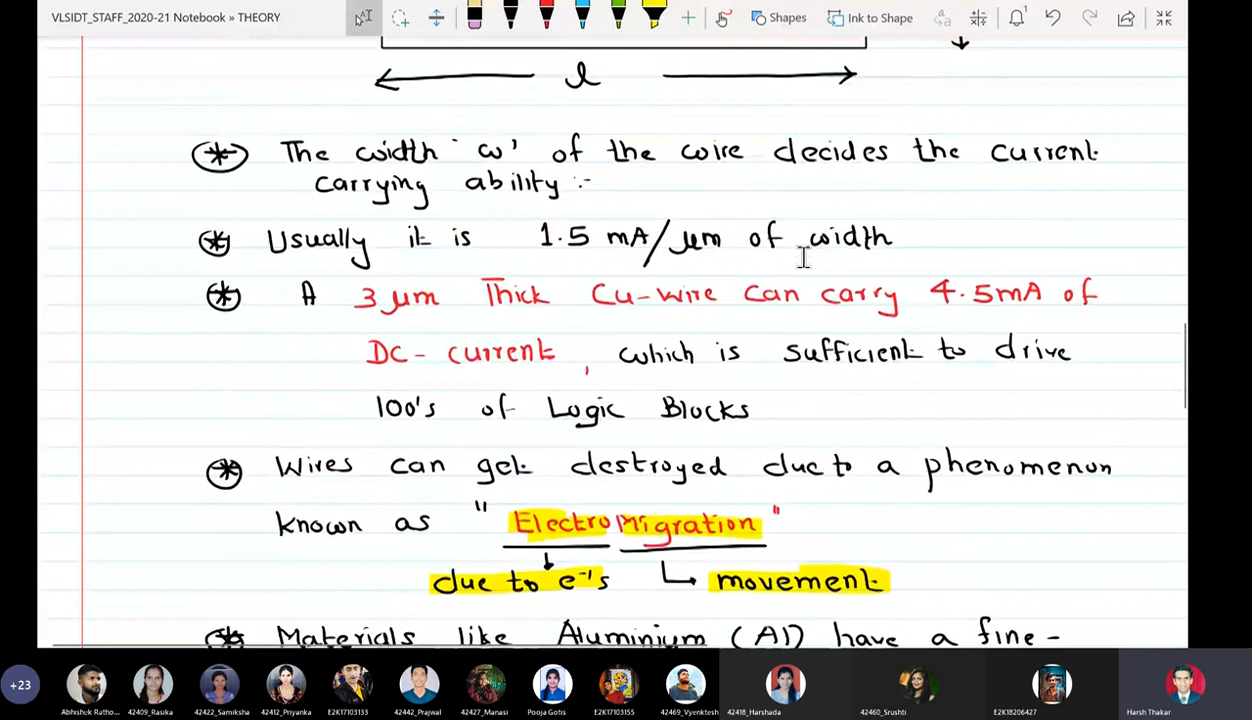 VLSIDT_STAFF_2020-21 Notebook » THEORY
Shapes
Ink to Shape
l
The width 'w' of the wire decides the current
carrying ability :-
Usually it is 1.5 mA/μm of width
A 3 μm Thick Cu-wire can carry 4.5mA of
DC-current, which is sufficient to drive
100's of Logic Blocks
Wires can get destroyed due to a phenomenon
known as "ElectroMigration"
due to e-'s movement
Materials like Aluminium (Al) have a fine-
+23
Abhishek Ratho...
42409_Rasika
42422_Samiksha
42412_Priyanka
E2K17103133
42442_Prajwal
42427_Manasi
Pooja Gotis
E2K17103155
42469_Vyenktesh
42418_Harshada
42460_Srushti
E2K18206427
Harsh Thakar